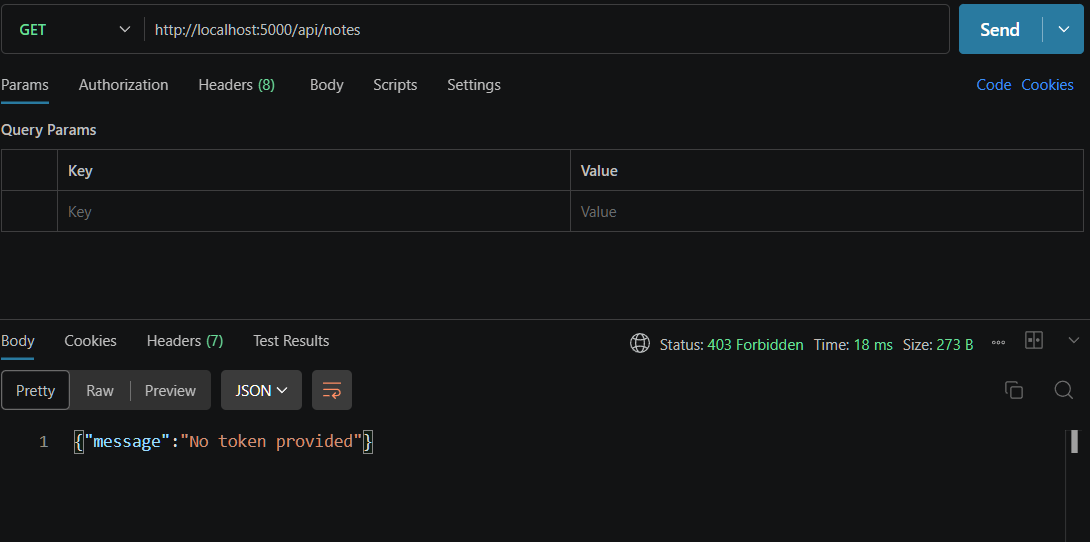 GET http://localhost:5000/api/notes Send
Params Authorization Headers (8) Body Scripts Settings Code Cookies
Query Params
Key Value
Key Value
Body Cookies Headers (7) Test Results Status: 403 Forbidden Time: 18 ms Size: 273 B
Pretty Raw Preview JSON
1 {"message":"No token provided"}